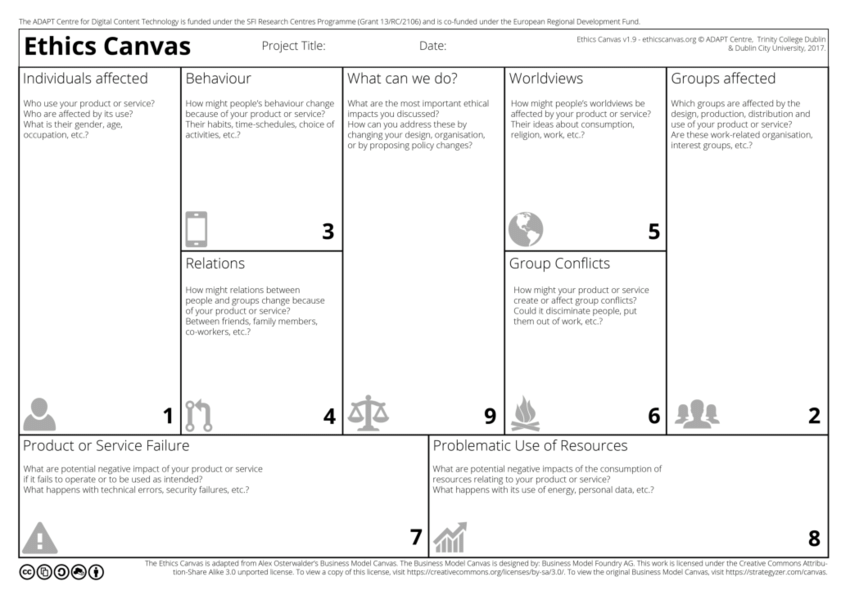 The ADAPT Centre for Digital Content Technology is funded under the SFI Research Centres Programme (Grant 13/RC/2106) and is co-funded under the European Regional Development Fund.
Ethics Canvas
Project Title:
Date:
Ethics Canvas v1.9 - ethicscanvas.org © ADAPT Centre, Trinity College Dublin
& Dublin City University, 2017.
Individuals affected
Who use your product or service?
Who are affected by its use?
What is their gender, age,
occupation, etc.?
1
Behaviour
How might people's behaviour change
because of your product or service?
Their habits, time-schedules, choice of
activities, etc.?
3
Relations
How might relations between
people and groups change because
of your product or service?
Between friends, family members,
co-workers, etc.?
4
What can we do?
What are the most important ethical
impacts you discussed?
How can you address these by
changing your design, organisation,
or by proposing policy changes?
9
Worldviews
How might people's worldviews be
affected by your product or service?
Their ideas about consumption,
religion, work, etc.?
5
Group Conflicts
How might your product or service
create or affect group conflicts?
Could it disciminate people, put
them out of work, etc.?
6
Groups affected
Which groups are affected by the
design, production, distribution and
use of your product or service?
Are these work-related organisation,
interest groups, etc.?
2
Product or Service Failure
What are potential negative impact of your product or service
if it fails to operate or to be used as intended?
What happens with technical errors, security failures, etc.?
7
Problematic Use of Resources
What are potential negative impacts of the consumption of
resources relating to your product or service?
What happens with its use of energy, personal data, etc.?
8
cc
The Ethics Canvas is adapted from Alex Osterwalder's Business Model Canvas. The Business Model Canvas is designed by: Business Model Foundry AG. This work is licensed under the Creative Commons Attribu-
tion-Share Alike 3.0 unported license. To view a copy of this license, visit https://creativecommons.org/licenses/by-sa/3.0/. To view the original Business Model Canvas, visit https://strategyzer.com/canvas.